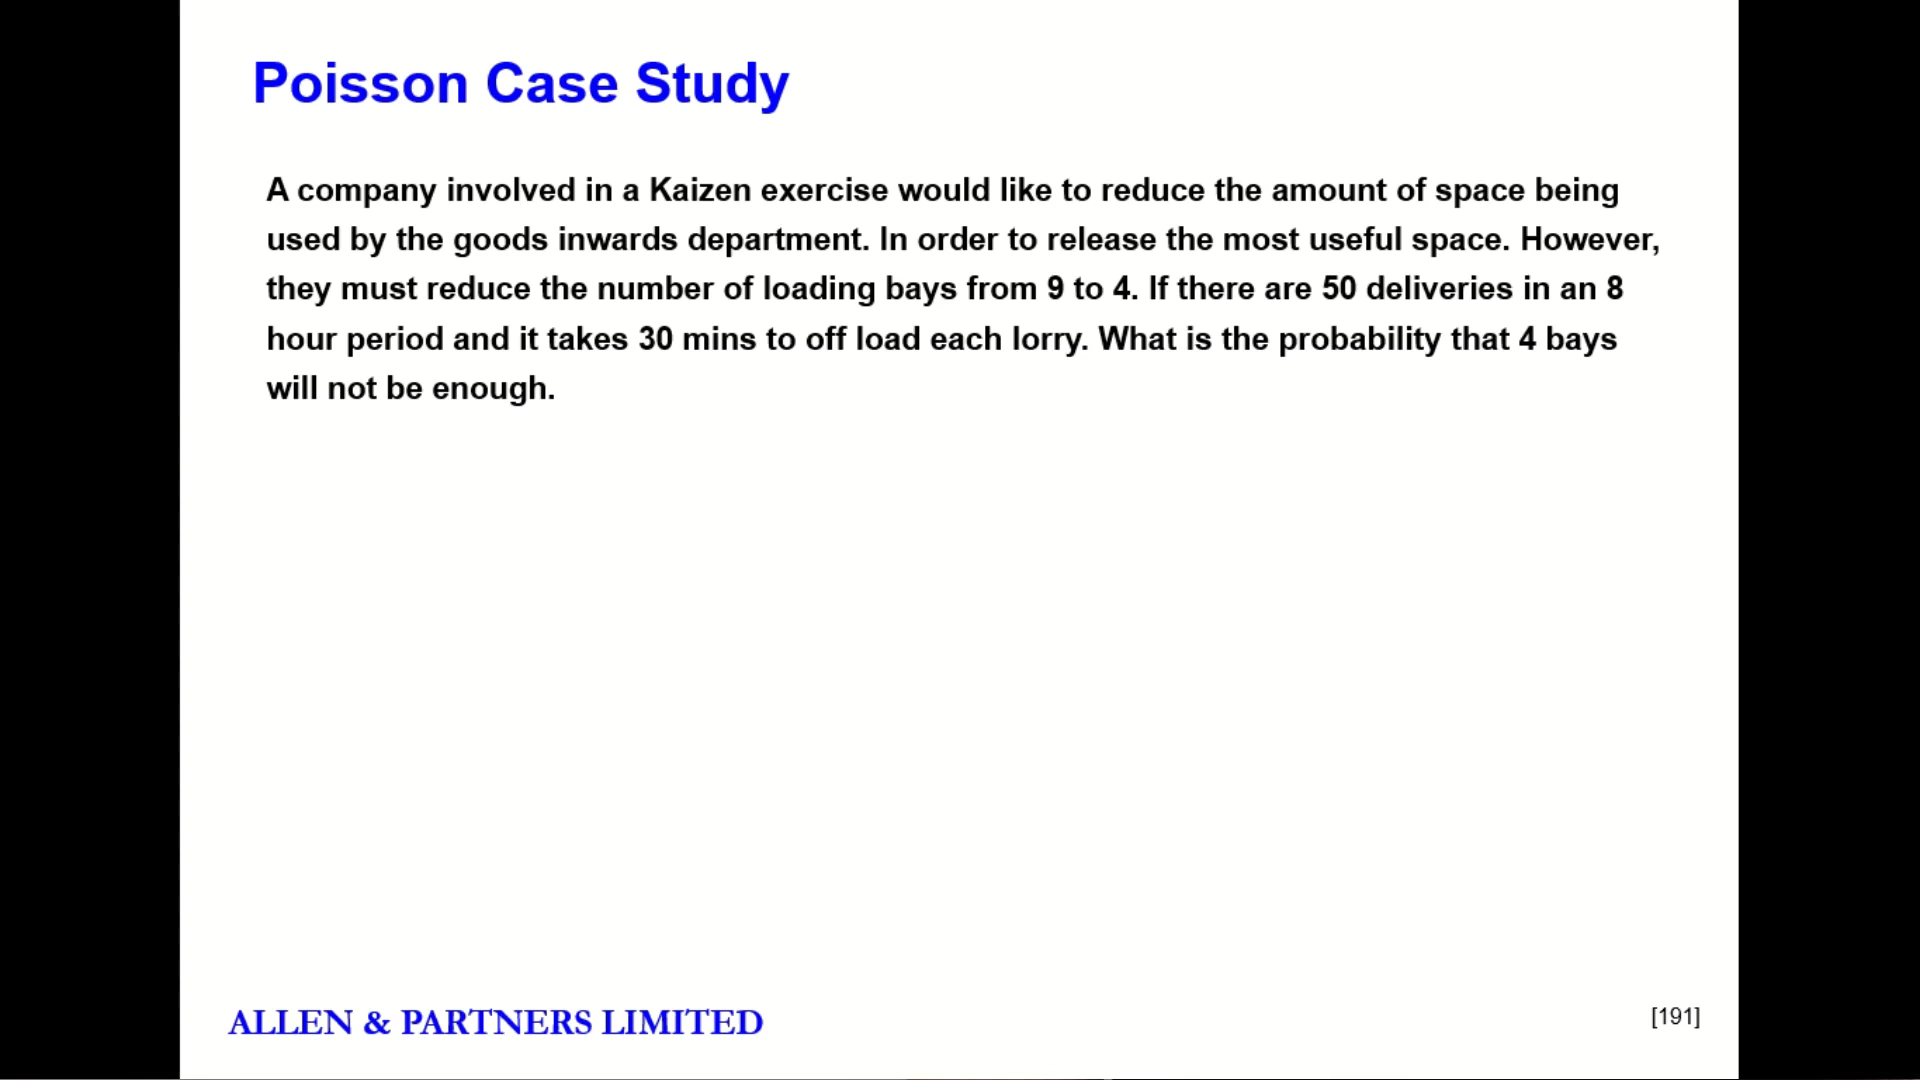 Poisson Case Study
A company involved in a Kaizen exercise would like to reduce the amount of space being
used by the goods inwards department. In order to release the most useful space. However,
they must reduce the number of loading bays from 9 to 4. If there are 50 deliveries in an 8
hour period and it takes 30 mins to off load each lorry. What is the probability that 4 bays
will not be enough.
ALLEN & PARTNERS LIMITED
[191]